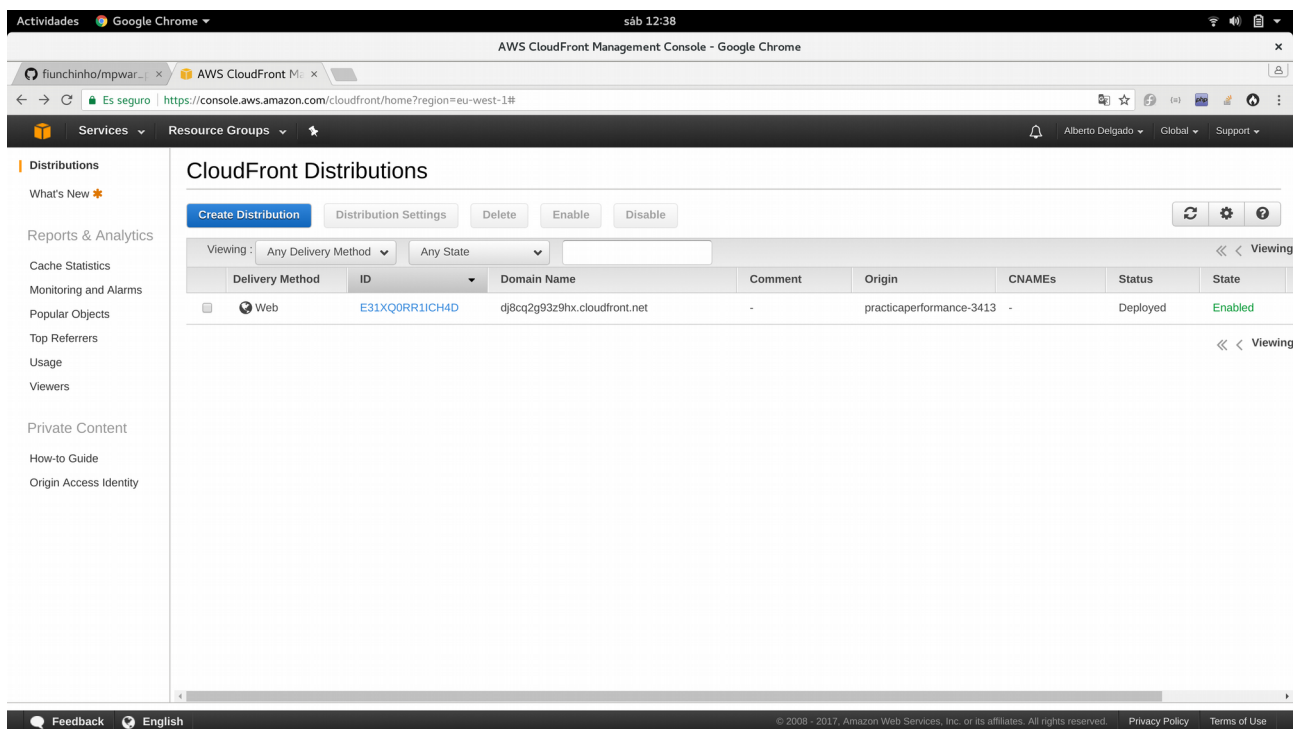 Actividades Google Chrome sáb 12:38
AWS CloudFront Management Console - Google Chrome
fiunchinho/mpwar_ AWS CloudFront M
Es seguro https://console.aws.amazon.com/cloudfront/home?region=eu-west-1#
Services Resource Groups Alberto Delgado Global Support
Distributions
What's New
Reports & Analytics
Cache Statistics
Monitoring and Alarms
Popular Objects
Top Referrers
Usage
Viewers
Private Content
How-to Guide
Origin Access Identity
CloudFront Distributions
Create Distribution Distribution Settings Delete Enable Disable
Viewing : Any Delivery Method Any State Viewing
Delivery Method ID Domain Name Comment Origin CNAMEs Status State
Web E31XQ0RR1ICH4D dj8cq2g93z9hx.cloudfront.net - practicaperformance-3413 - Deployed Enabled
Viewing
Feedback English © 2008 - 2017, Amazon Web Services, Inc. or its affiliates. All rights reserved. Privacy Policy Terms of Use